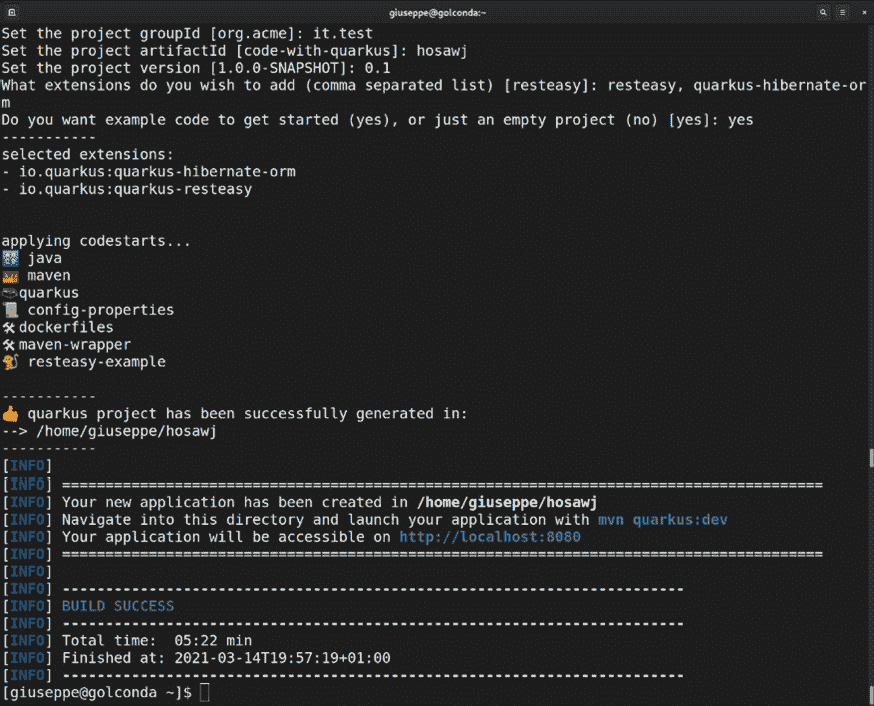 giuseppe@golconda:~
Set the project groupId [org.acme]: it.test
Set the project artifactId [code-with-quarkus]: hosawj
Set the project version [1.0.0-SNAPSHOT]: 0.1
What extensions do you wish to add (comma separated list) [resteasy]: resteasy, quarkus-hibernate-or
m
Do you want example code to get started (yes), or just an empty project (no) [yes]: yes
-----------
selected extensions:
- io.quarkus:quarkus-hibernate-orm
- io.quarkus:quarkus-resteasy
applying codestarts...
java
maven
quarkus
config-properties
dockerfiles
maven-wrapper
resteasy-example
-----------
quarkus project has been successfully generated in:
--> /home/giuseppe/hosawj
-----------
[INFO]
[INFO] ========================================================================================
[INFO] Your new application has been created in /home/giuseppe/hosawj
[INFO] Navigate into this directory and launch your application with mvn quarkus:dev
[INFO] Your application will be accessible on http://localhost:8080
[INFO] ========================================================================================
[INFO]
[INFO] ------------------------------------------------------------------------
[INFO] BUILD SUCCESS
[INFO] ------------------------------------------------------------------------
[INFO] Total time:  05:22 min
[INFO] Finished at: 2021-03-14T19:57:19+01:00
[INFO] ------------------------------------------------------------------------
[giuseppe@golconda ~]$